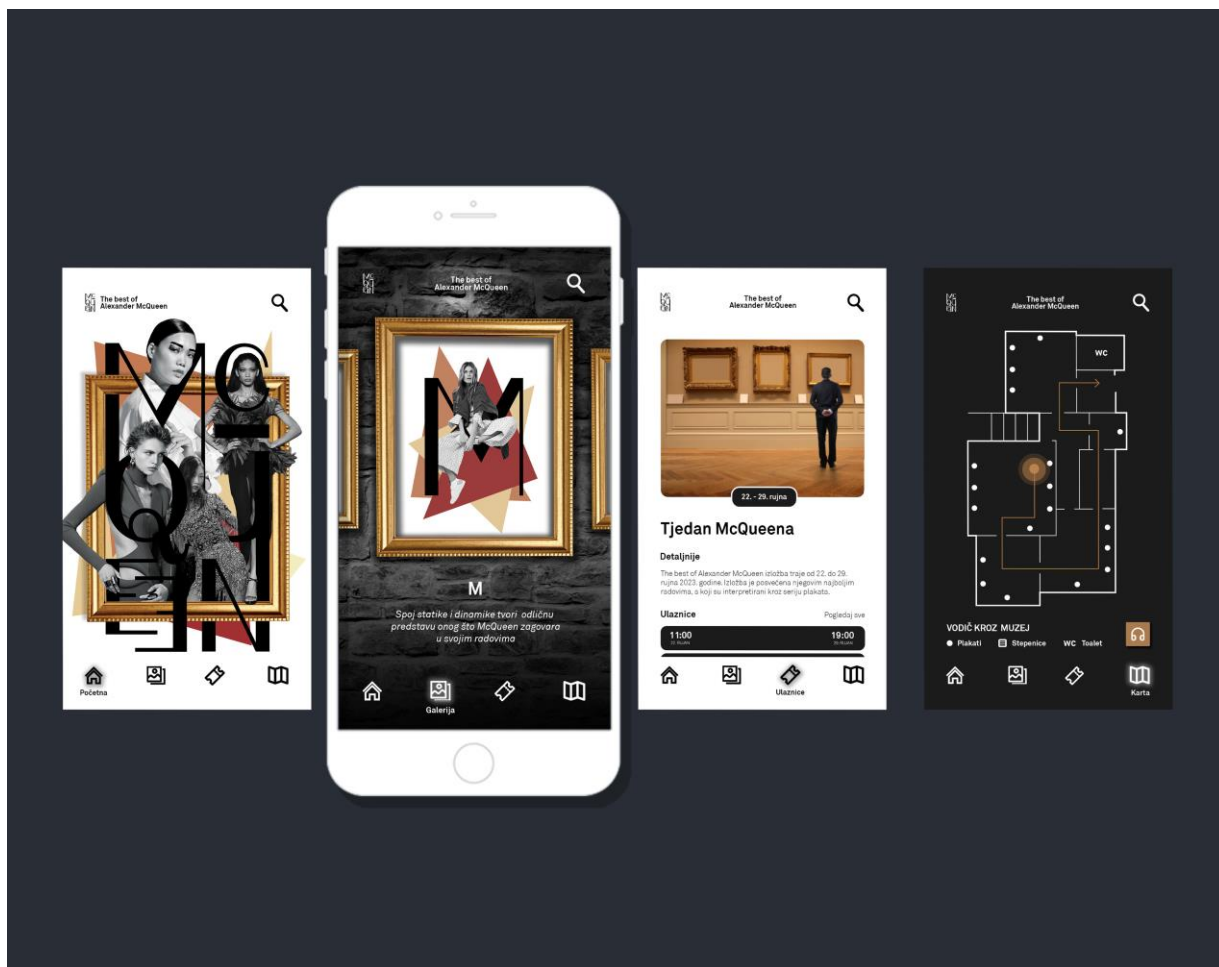 The best of
Alexander McQueen
MC
QU
EE
N
Početna
The best of
Alexander McQueen
M
M
Spoj statike i dinamike tvori odličnu
predstavu onog što McQueen zagovara
u svojim radovima
Galerija
The best of
Alexander McQueen
22. - 29. rujna
Tjedan McQueena
Detaljnije
The best of Alexander McQueen izložba traje od 22. do 29.
rujna 2023. godine. Izložba je posvećena njegovim najboljim
radovima, a koji su interpretirani kroz seriju plakata.
Ulaznice Pogledaj sve
11:00 19:00
Ulaznice
The best of
Alexander McQueen
WC
VODIČ KROZ MUZEJ
Plakati Stepenice WC Toalet
Karta